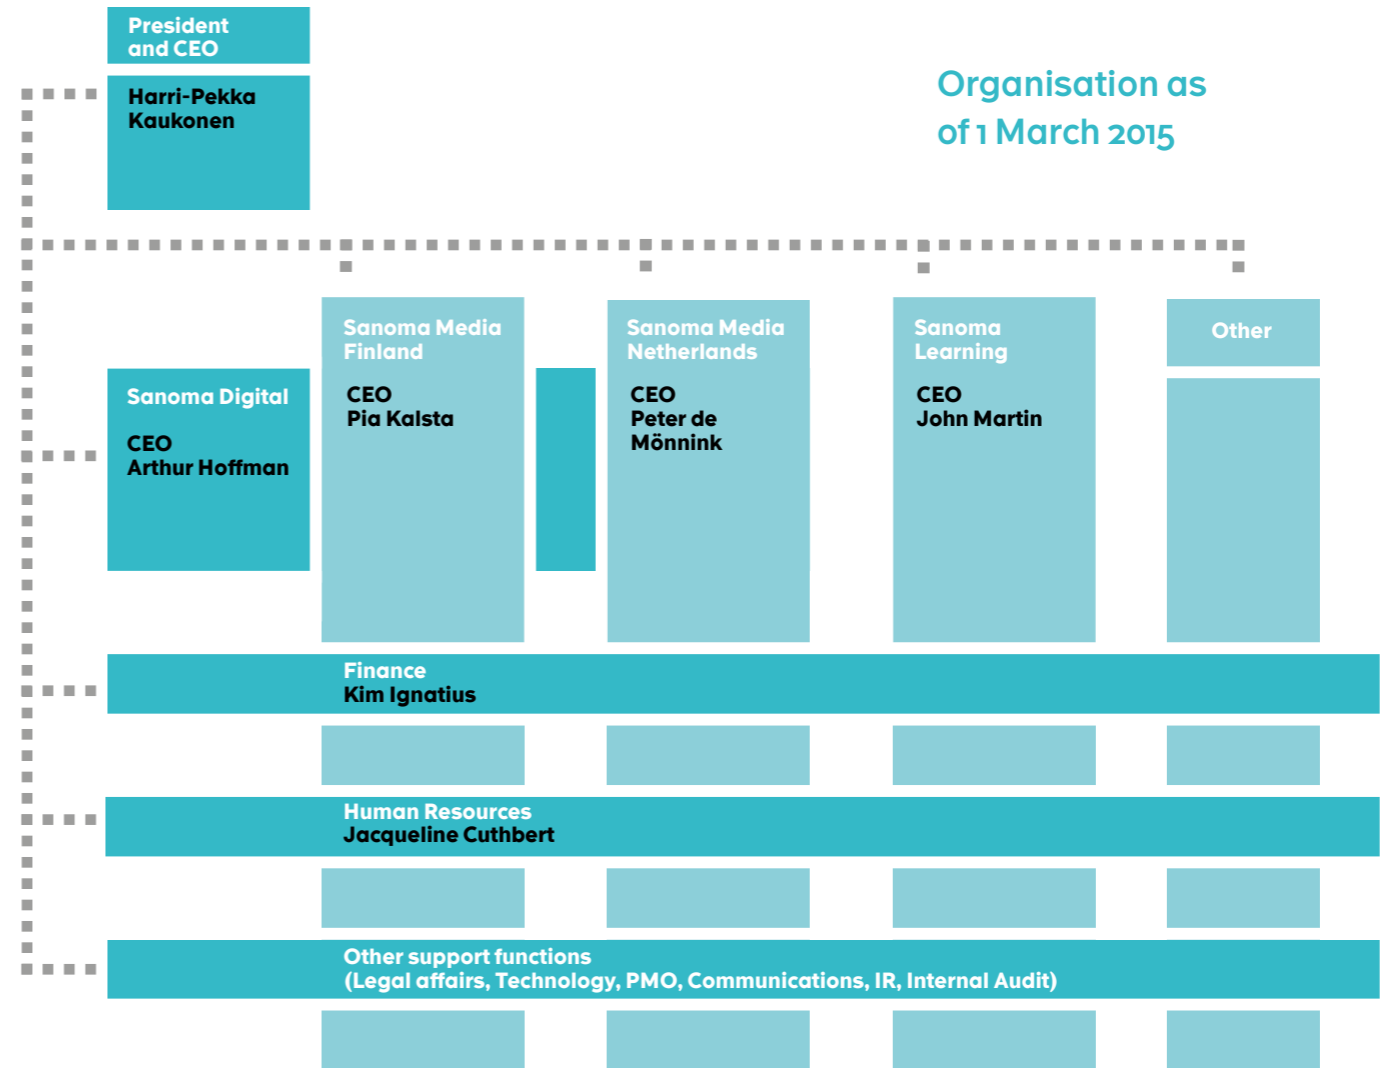 President
and CEO
Harri-Pekka
Kaukonen
Organisation as
of 1 March 2015
Sanoma Digital
CEO
Arthur Hoffman
Sanoma Media
Finland
CEO
Pia Kalsta
Sanoma Media
Netherlands
CEO
Peter de
Mönnink
Sanoma
Learning
CEO
John Martin
Other
Finance
Kim Ignatius
Human Resources
Jacqueline Cuthbert
Other support functions
(Legal affairs, Technology, PMO, Communications, IR, Internal Audit)